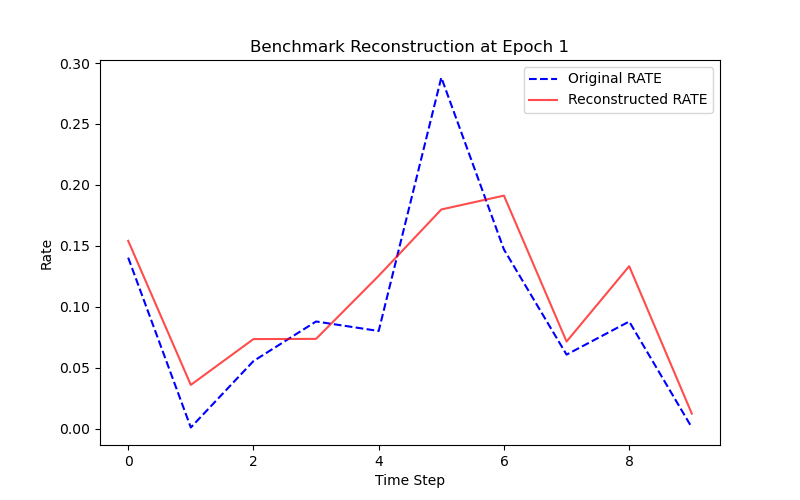 Benchmark Reconstruction at Epoch 1
Original RATE
Reconstructed RATE
Rate
0.30
0.25
0.20
0.15
0.10
0.05
0.00
0 2 4 6 8
Time Step